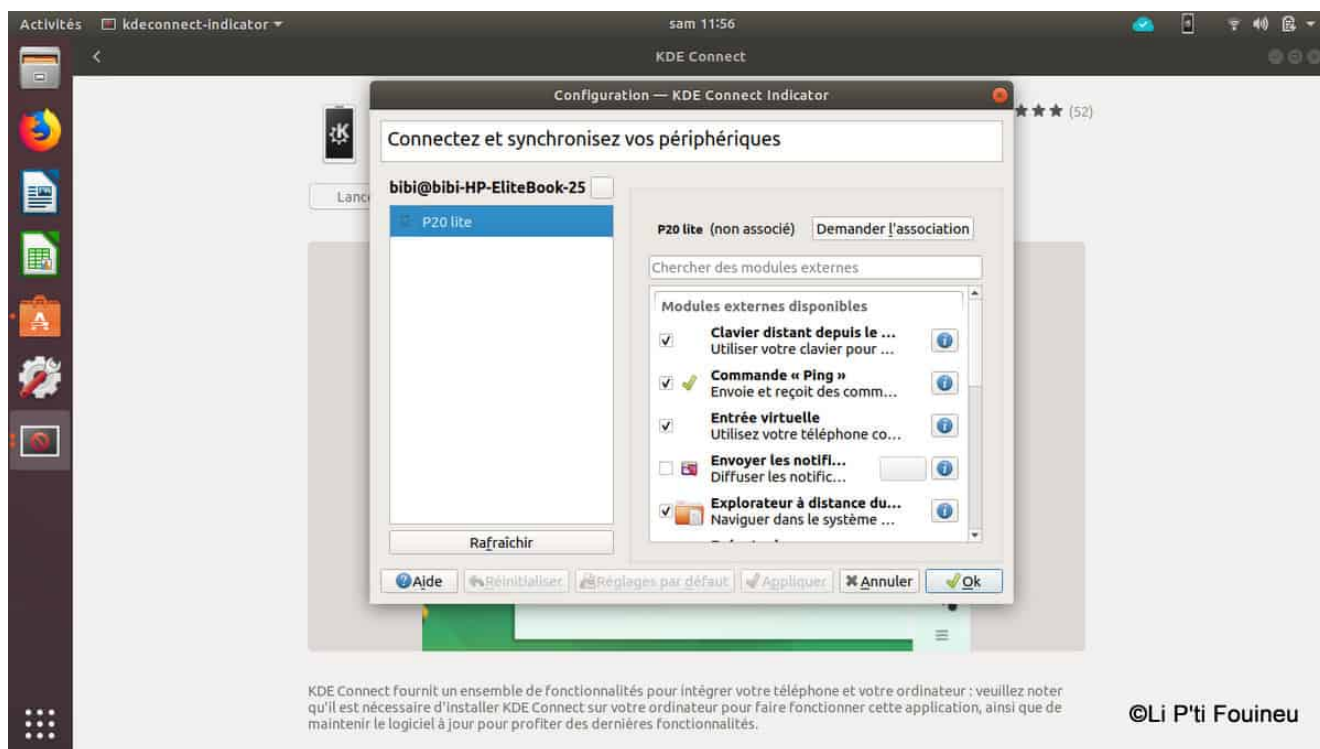 Activités kdeconnect-indicator sam 11:56
KDE Connect
(52)
Configuration — KDE Connect Indicator
Connectez et synchronisez vos périphériques
bibi@bibi-HP-EliteBook-25
Lance
P20 lite
P20 lite (non associé) Demander l'association
Chercher des modules externes
Modules externes disponibles
Clavier distant depuis le ...
Utiliser votre clavier pour ...
Commande « Ping »
Envoie et reçoit des comm...
Entrée virtuelle
Utilisez votre téléphone co...
Envoyer les notifi...
Diffuser les notific...
Explorateur à distance du...
Naviguer dans le système ...
Rafraîchir
Aide Réinitialiser Réglages par défaut Appliquer Annuler Ok
KDE Connect fournit un ensemble de fonctionnalités pour intégrer votre téléphone et votre ordinateur : veuillez noter
qu'il est nécessaire d'installer KDE Connect sur votre ordinateur pour faire fonctionner cette application, ainsi que de
maintenir le logiciel à jour pour profiter des dernières fonctionnalités.
©Li P'ti Fouineu